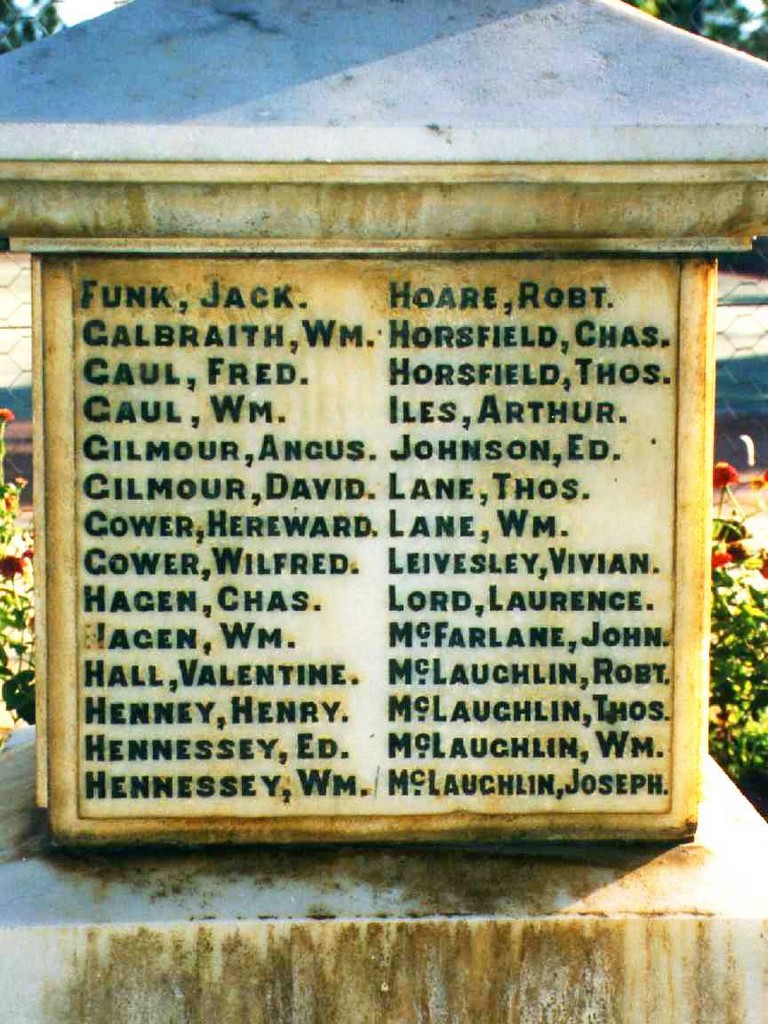 FUNK, JACK.
GALBRAITH, WM.
GAUL, FRED.
GAUL, WM.
GILMOUR, ANGUS.
GILMOUR, DAVID.
GOWER, HEREWARD.
GOWER, WILFRED.
HAGEN, CHAS.
HAGEN, WM.
HALL, VALENTINE.
HENNEY, HENRY.
HENNESSEY, ED.
HENNESSEY, WM.
HOARE, ROBT.
HORSFIELD, CHAS.
HORSFIELD, THOS.
ILES, ARTHUR.
JOHNSON, ED.
LANE, THOS.
LANE, WM.
LEIVESLEY, VIVIAN.
LORD, LAURENCE.
McFARLANE, JOHN.
McLAUGHLIN, ROBT.
McLAUGHLIN, THOS.
McLAUGHLIN, WM.
McLAUGHLIN, JOSEPH.